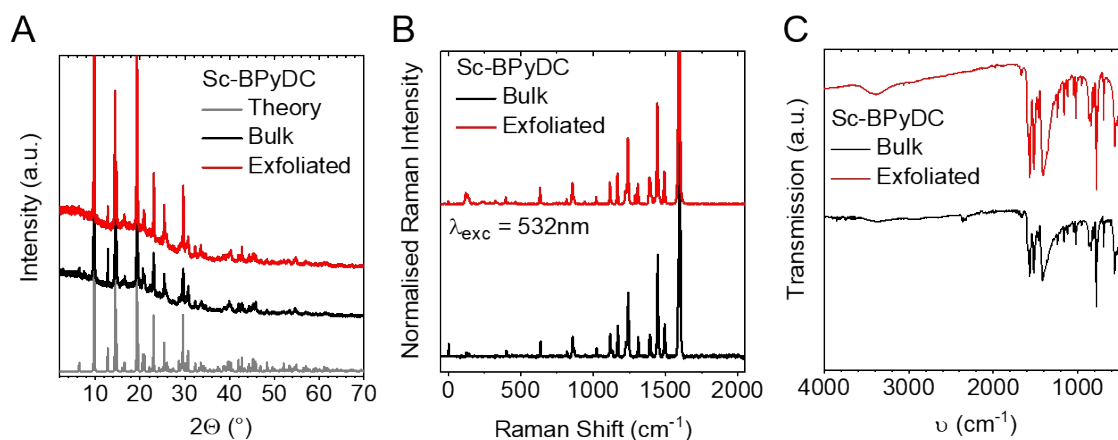 A
Sc-BPyDC
Theory
Bulk
Exfoliated
Intensity (a.u.)
10 20 30 40 50 60 70
2Θ (°)
B
Sc-BPyDC
Bulk
Exfoliated
λexc = 532nm
Normalised Raman Intensity
0 500 1000 1500 2000
Raman Shift (cm-1)
C
Sc-BPyDC
Bulk
Exfoliated
Transmission (a.u.)
4000 3000 2000 1000
υ (cm-1)